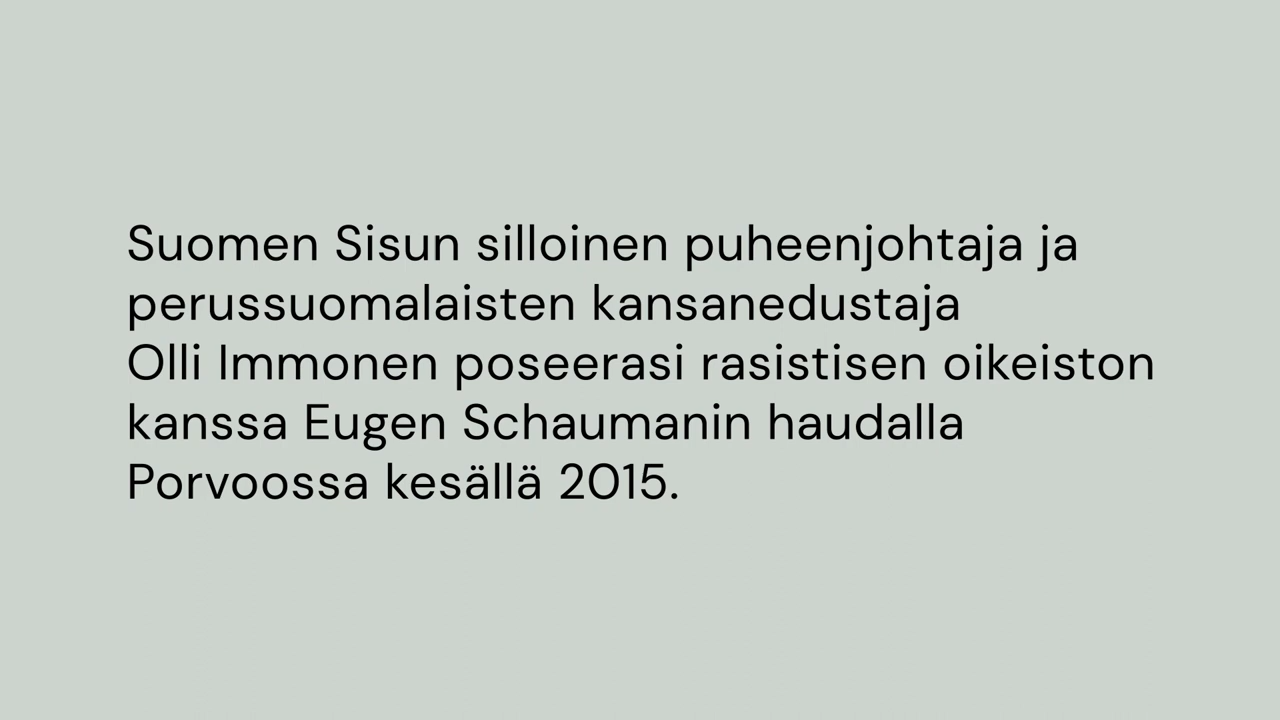 Suomen Sisun silloinen puheenjohtaja ja
perussuomalaisten kansanedustaja
Olli Immonen poseerasi rasistisen oikeiston
kanssa Eugen Schaumanin haudalla
Porvoossa kesällä 2015.